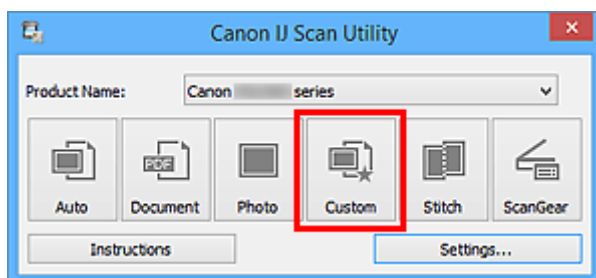 Canon IJ Scan Utility
Product Name: Canon series
PDF
Auto Document Photo Custom Stitch ScanGear
Instructions Settings...